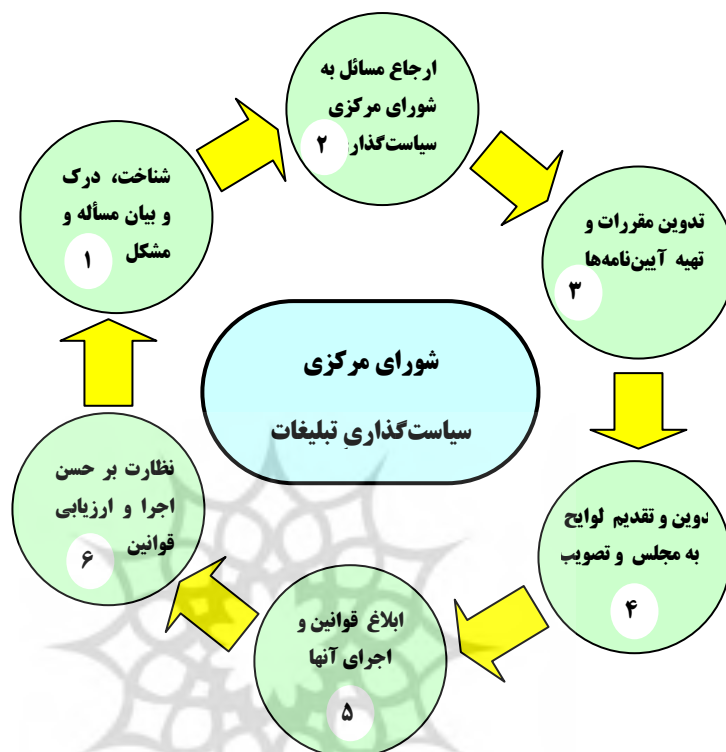 ارجاع مسائل به
شورای مرکزی
سیاست‌گذاری
۲
شناخت، درک
و بیان مسأله و
مشکل
۱
تدوین مقررات و
تهیه آیین‌نامه‌ها
۳
شورای مرکزی
سیاست‌گذاریِ تبلیغات
دوین و تقدیم لوایح
به مجلس و تصویب
۴
ابلاغ قوانین و
اجرای آنها
۵
نظارت بر حسن
اجرا و ارزیابی
قوانین
۶